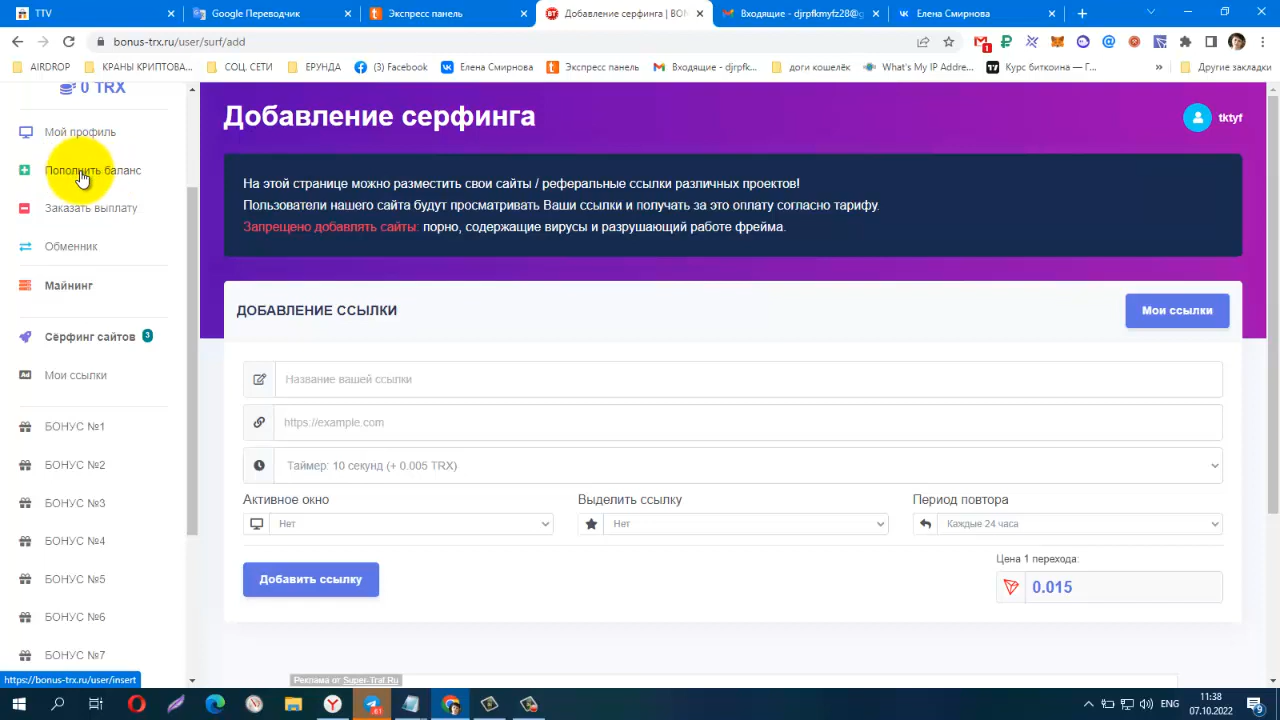 TTV
Google Переводчик
Экспресс панель
Добавление серфинга | BON
Входящие - djrpfkmyfz28@g
Елена Смирнова
bonus-trx.ru/user/surf/add
1
AIRDROP
КРАНЫ КРИПТОВА...
СОЦ. СЕТИ
ЕРУНДА
(3) Facebook
Елена Смирнова
Экспресс панель
Входящие - djrpfk...
доги кошелёк
What's My IP Addre...
Курс биткоина — Г...
»
Другие закладки
0 TRX
Мой профиль
Пополнить баланс
Заказать выплату
Обменник
Майнинг
Сёрфинг сайтов 3
Мои ссылки
БОНУС №1
БОНУС №2
БОНУС №3
БОНУС №4
БОНУС №5
БОНУС №6
БОНУС №7
Добавление серфинга
tktyf
На этой странице можно разместить свои сайты / реферальные ссылки различных проектов!
Пользователи нашего сайта будут просматривать Ваши ссылки и получать за это оплату согласно тарифу.
Запрещено добавлять сайты: порно, содержащие вирусы и разрушающий работе фрейма.
ДОБАВЛЕНИЕ ССЫЛКИ
Мои ссылки
Название вашей ссылки
https://example.com
Таймер: 10 секунд (+ 0.005 TRX)
Активное окно
Выделить ссылку
Период повтора
Нет
Нет
Каждые 24 часа
Цена 1 перехода:
Добавить ссылку
0.015
https://bonus-trx.ru/user/insert
Реклама от Super-Traf.Ru
61
ENG
11:38
07.10.2022
9